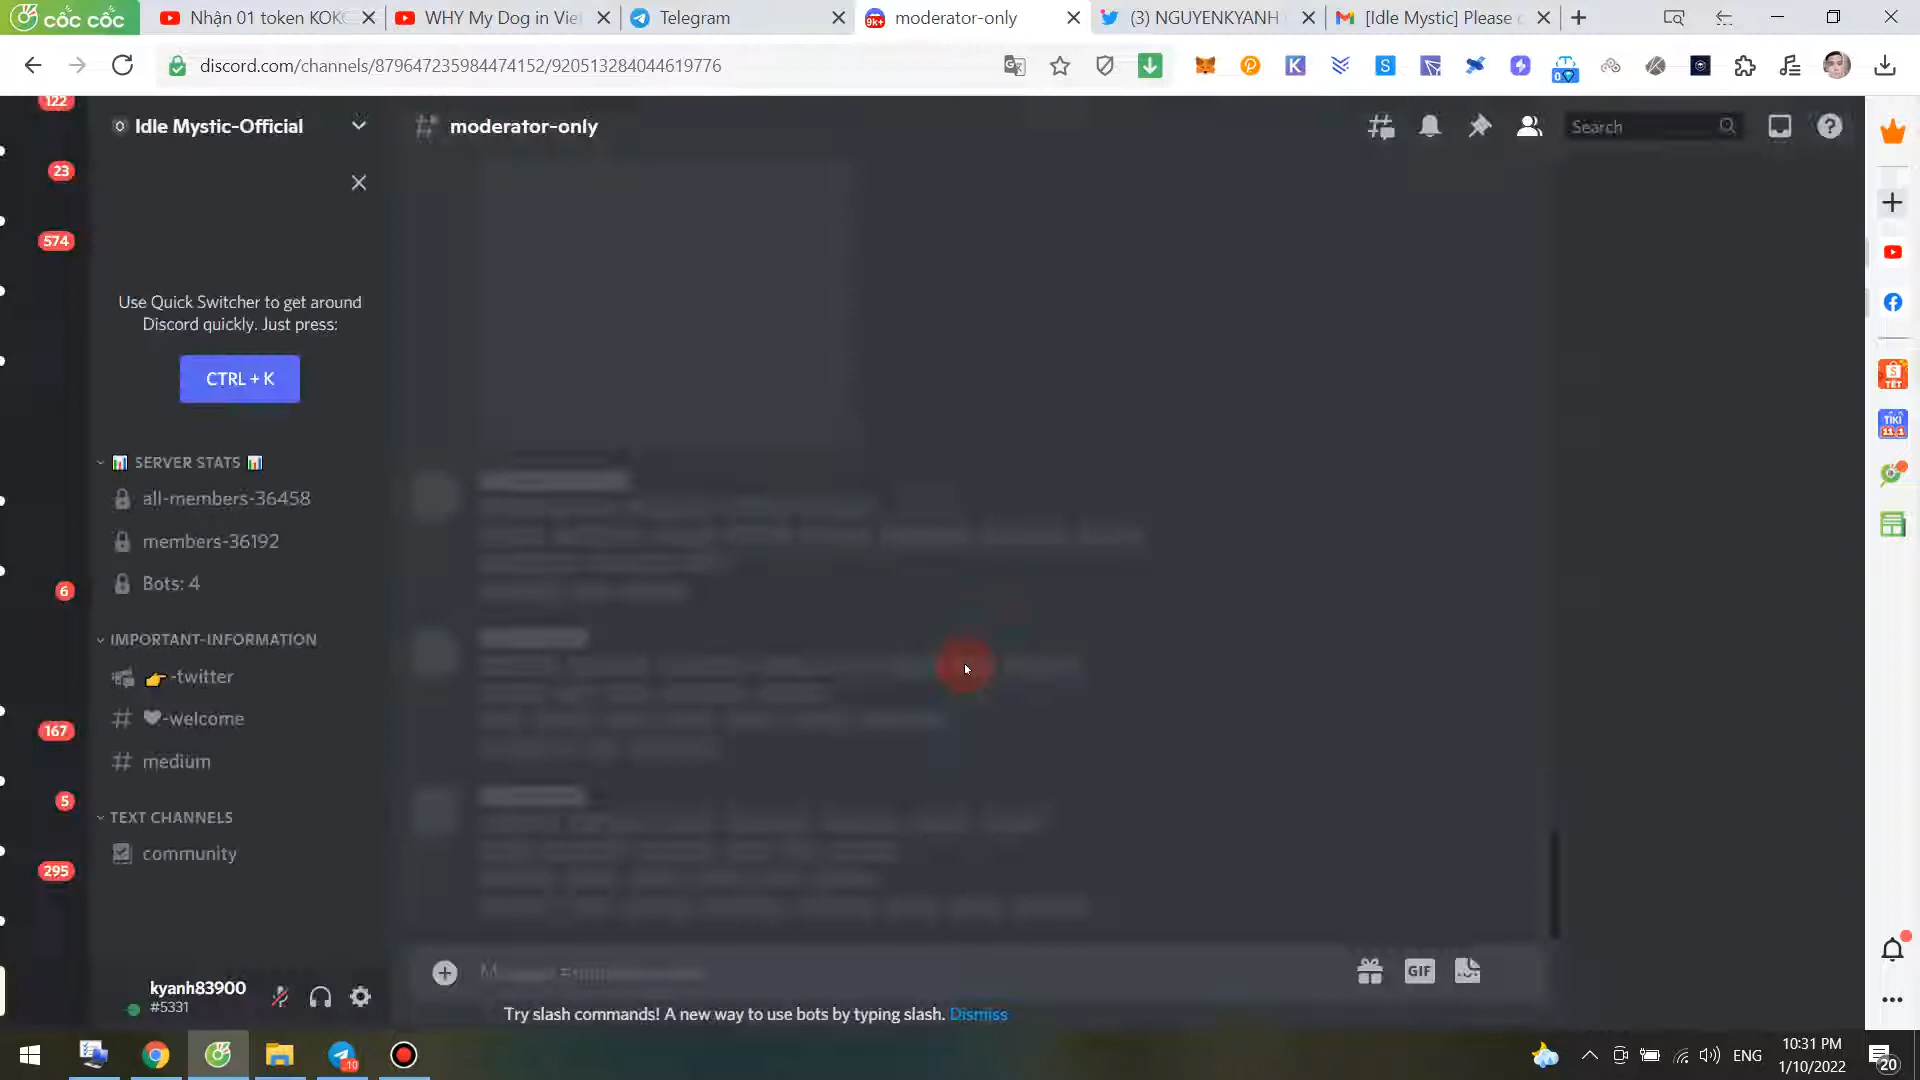 cốc cốc
Nhận 01 token KOK
WHY My Dog in Vie
Telegram
9k+
moderator-only
(3) NGUYENKYANH
[Idle Mystic] Please
discord.com/channels/879647235984474152/920513284044619776
122
Idle Mystic-Official
moderator-only
Search
23
574
Use Quick Switcher to get around
Discord quickly. Just press:
CTRL + K
SERVER STATS
all-members-36458
members-36192
Bots: 4
6
IMPORTANT-INFORMATION
-twitter
167
-welcome
medium
5
TEXT CHANNELS
community
295
kyanh83900
#5331
GIF
Try slash commands! A new way to use bots by typing slash. Dismiss
TẾT
TIKI
10
ENG
10:31 PM
1/10/2022
20